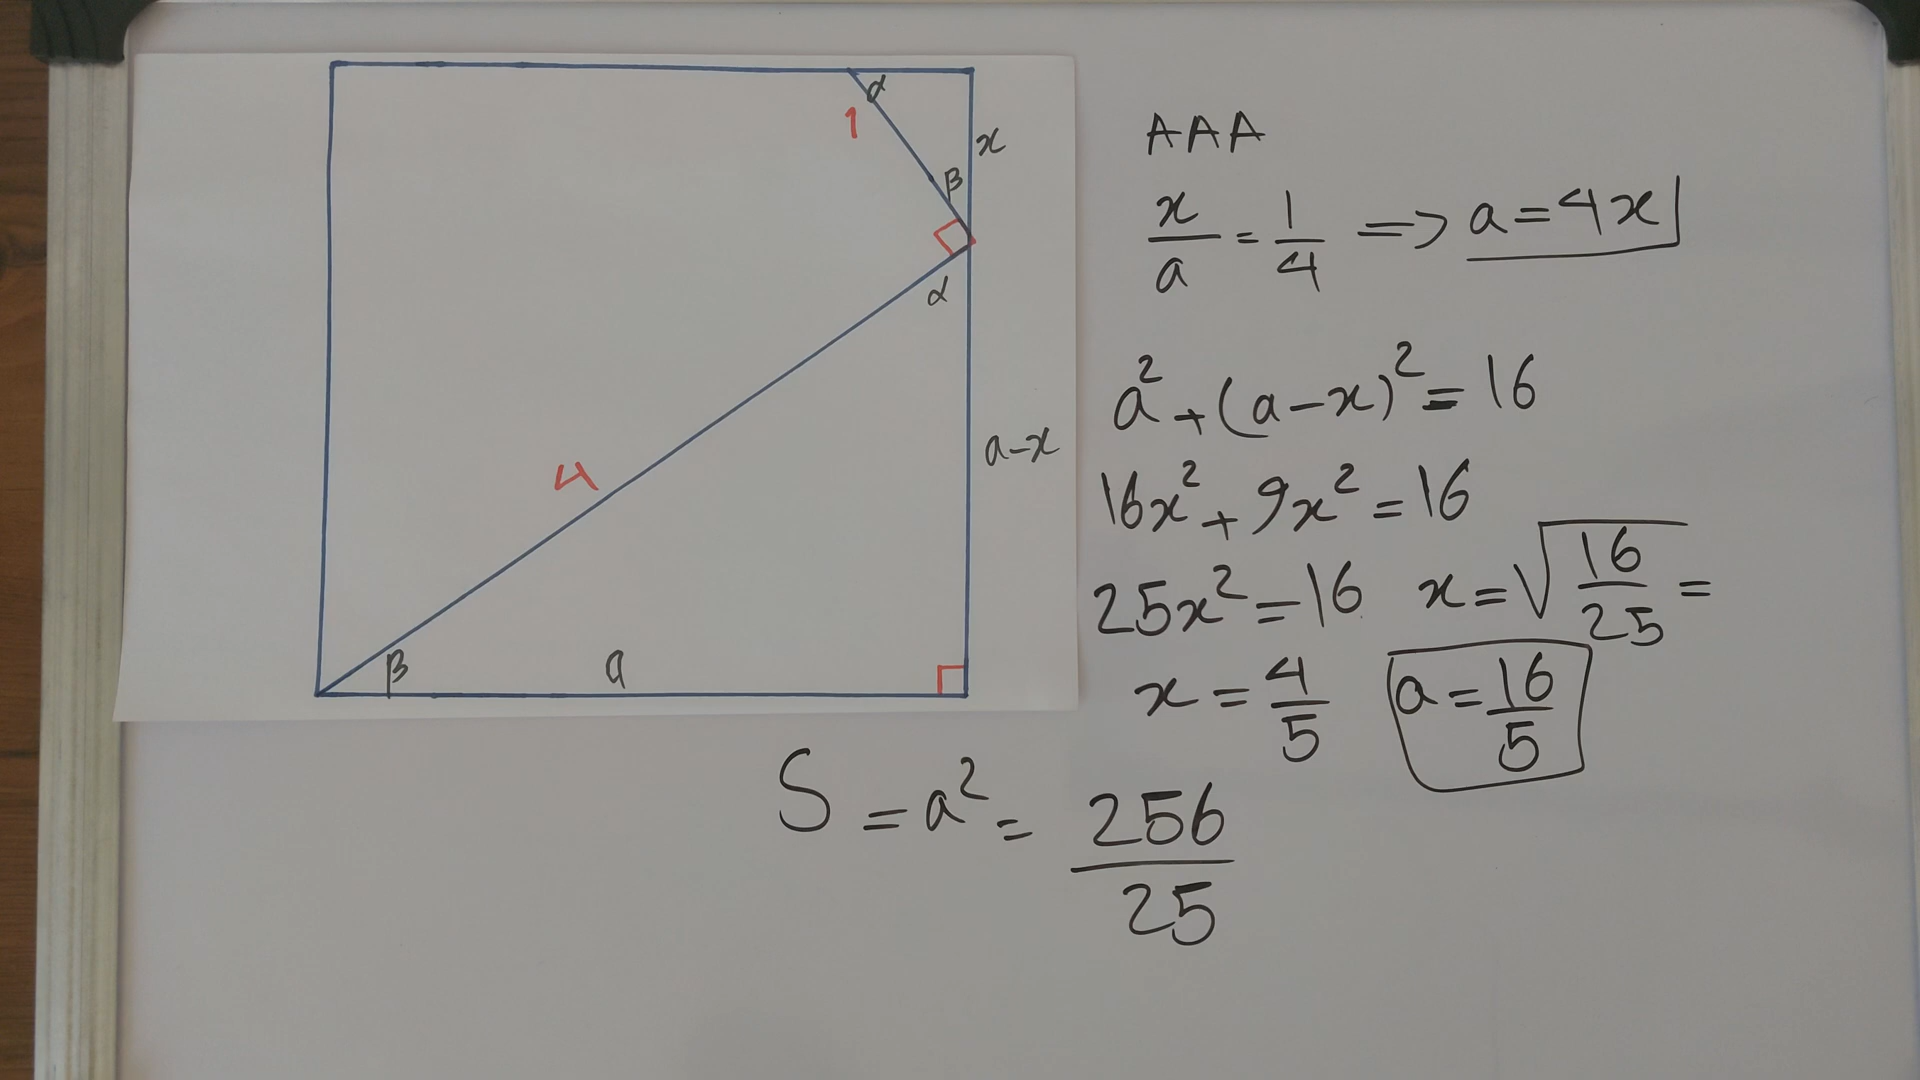 α
1
x
β
α
4
a-x
β
a
AAA
x/a = 1/4 => a=4x
a²+(a-x)²=16
16x²+9x²=16
25x²=16 x=√(16/25)=
x=4/5 a=16/5
S=a²=256/25